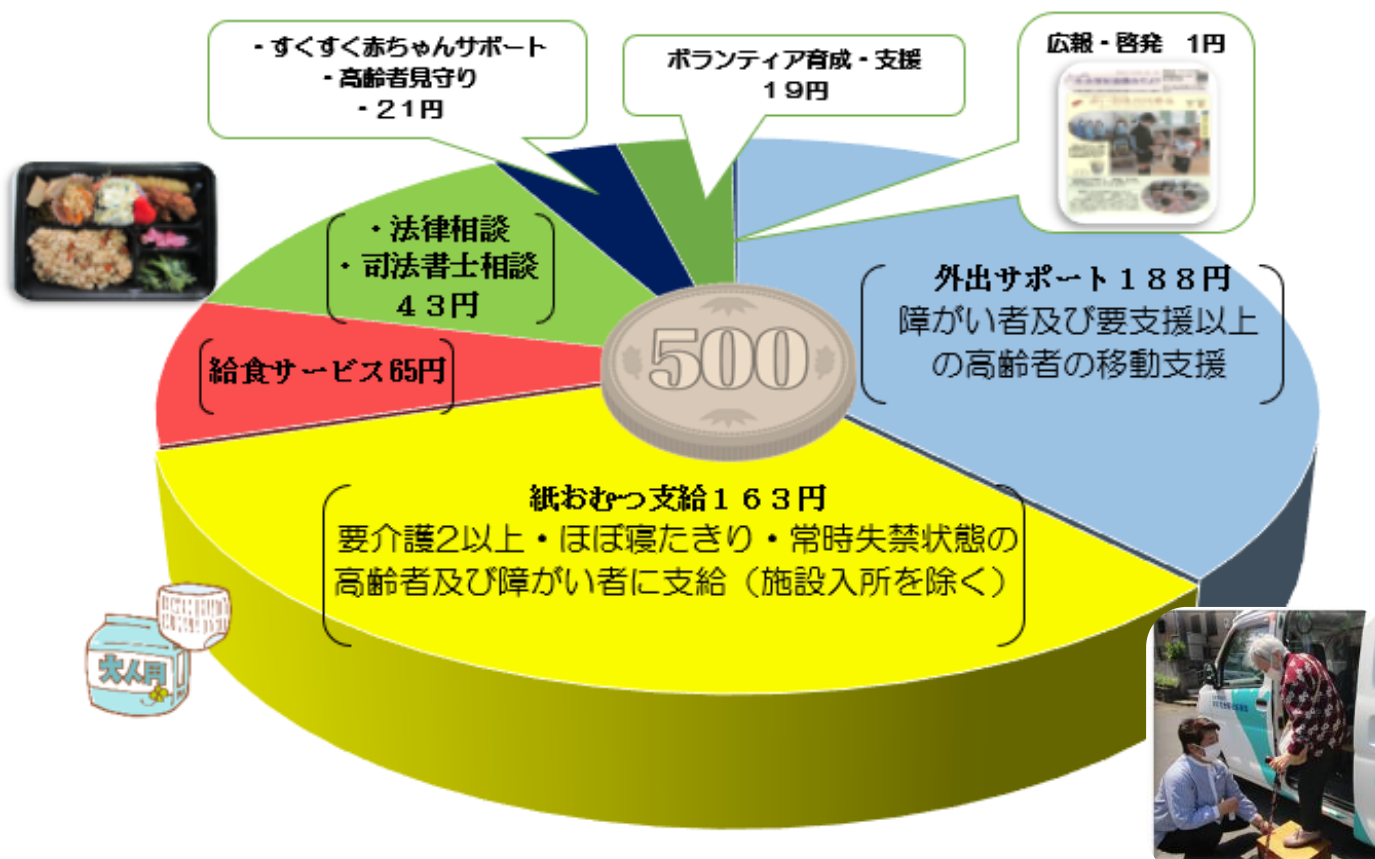 ・すくすく赤ちゃんサポート
・高齢者見守り
・21円
ボランティア育成・支援
１９円
広報・啓発　1円
・法律相談
・司法書士相談
４３円
外出サポート１８８円
障がい者及び要支援以上
の高齢者の移動支援
給食サービス65円
500
紙おむつ支給１６３円
要介護2以上・ほぼ寝たきり・常時失禁状態の
高齢者及び障がい者に支給（施設入所を除く）
大人用